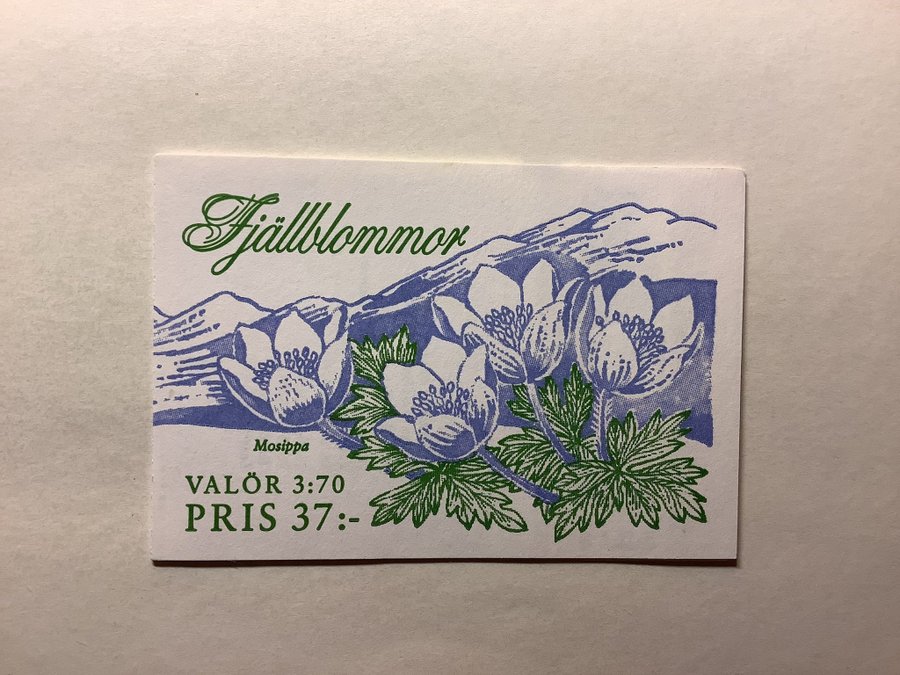 Fjällblommor
Mosippa
VALÖR 3:70
PRIS 37:-